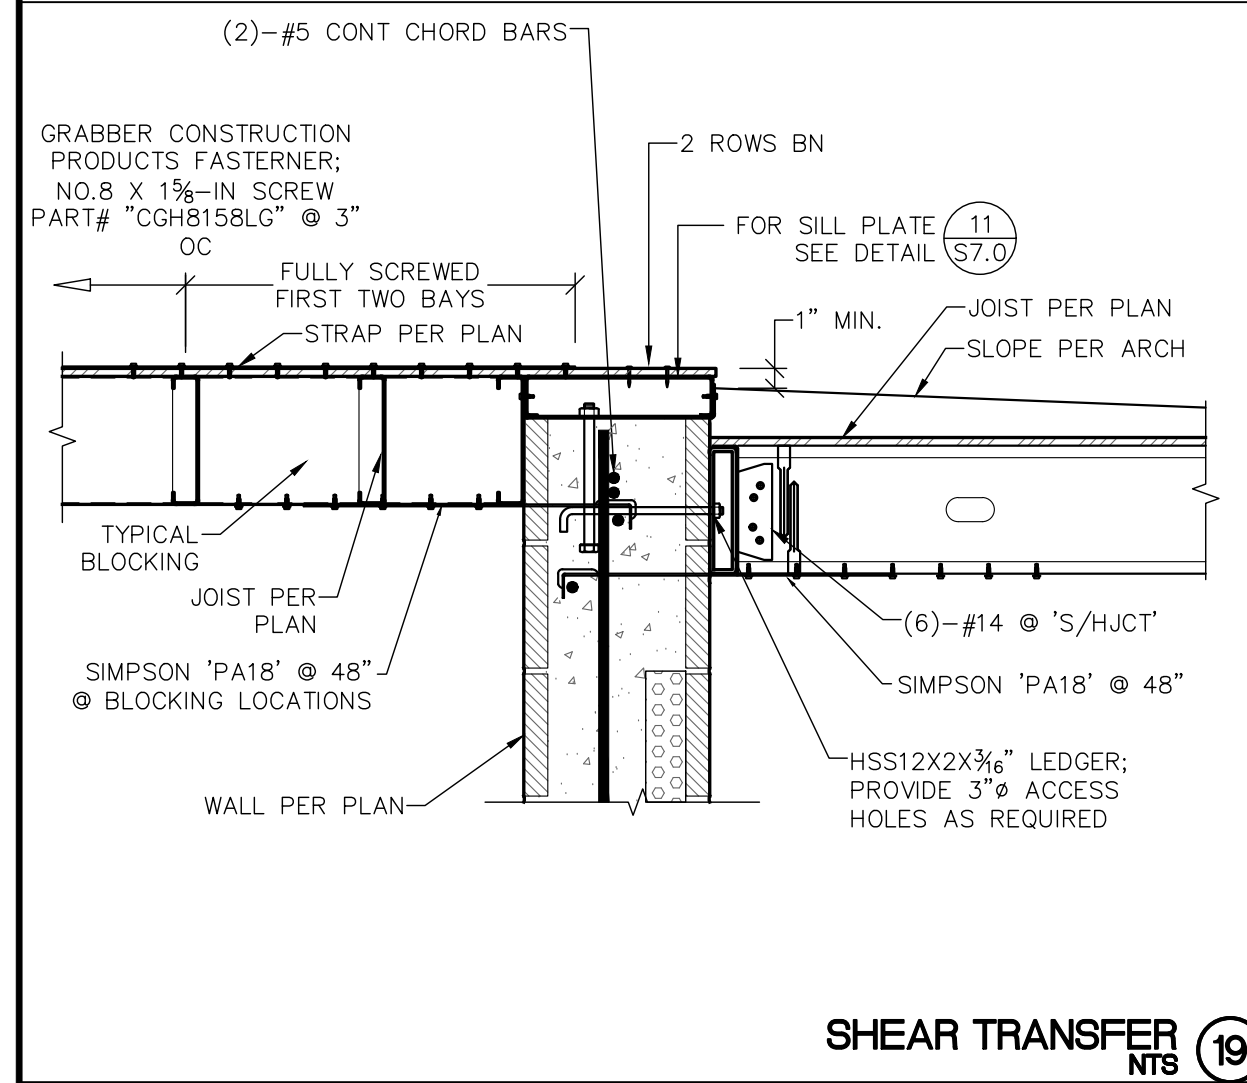 (2)-#5 CONT CHORD BARS
GRABBER CONSTRUCTION
PRODUCTS FASTERNER;
NO.8 X 1⅝-IN SCREW
PART# "CGH8158LG" @ 3"
OC
FULLY SCREWED
FIRST TWO BAYS
STRAP PER PLAN
2 ROWS BN
FOR SILL PLATE
SEE DETAIL
11
S7.0
1" MIN.
JOIST PER PLAN
SLOPE PER ARCH
TYPICAL
BLOCKING
JOIST PER
PLAN
SIMPSON 'PA18' @ 48"
@ BLOCKING LOCATIONS
WALL PER PLAN
(6)-#14 @ 'S/HJCT'
SIMPSON 'PA18' @ 48"
HSS12X2X3⁄16" LEDGER;
PROVIDE 3"ø ACCESS
HOLES AS REQUIRED
SHEAR TRANSFER
NTS
19